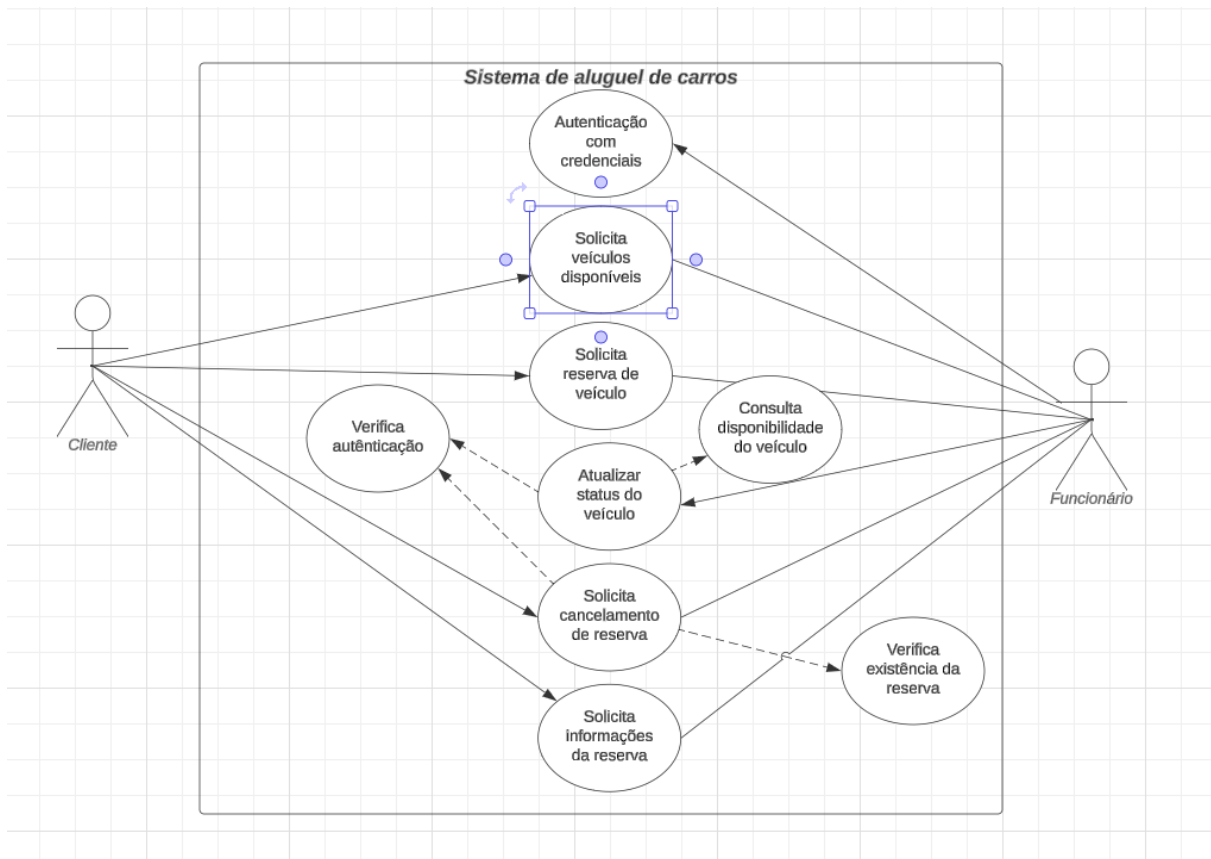 Sistema de aluguel de carros
Autenticação
com
credenciais
Solicita
veículos
disponíveis
Solicita
reserva de
veículo
Consulta
disponibilidade
do veículo
Verifica
autênticação
Cliente
Atualizar
status do
veículo
Funcionário
Solicita
cancelamento
de reserva
Verifica
existência da
reserva
Solicita
informações
da reserva